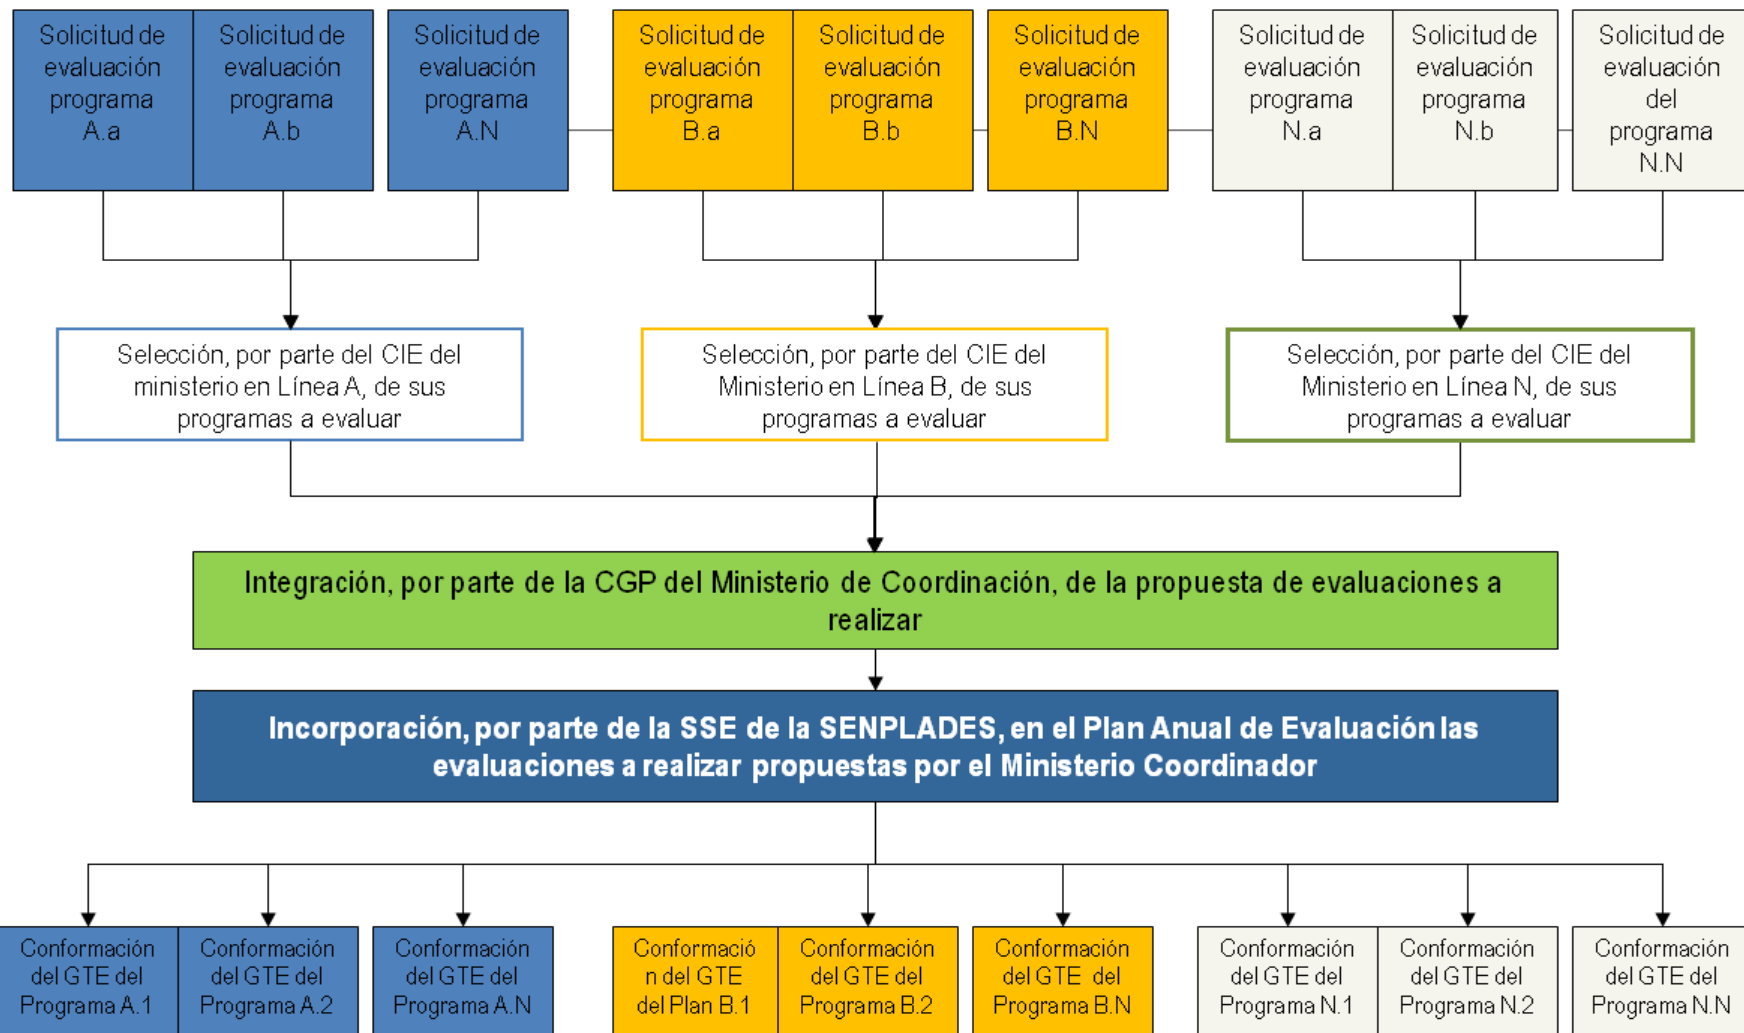 Solicitud de
evaluación
programa
A.a
Solicitud de
evaluación
programa
A.b
Solicitud de
evaluación
programa
A.N
Solicitud de
evaluación
programa
B.a
Solicitud de
evaluación
programa
B.b
Solicitud de
evaluación
programa
B.N
Solicitud de
evaluación
programa
N.a
Solicitud de
evaluación
programa
N.b
Solicitud de
evaluación
del
programa
N.N
Selección, por parte del CIE del
ministerio en Línea A, de sus
programas a evaluar
Selección, por parte del CIE del
Ministerio en Línea B, de sus
programas a evaluar
Selección, por parte del CIE del
Ministerio en Línea N, de sus
programas a evaluar
Integración, por parte de la CGP del Ministerio de Coordinación, de la propuesta de evaluaciones a
realizar
Incorporación, por parte de la SSE de la SENPLADES, en el Plan Anual de Evaluación las
evaluaciones a realizar propuestas por el Ministerio Coordinador
Conformación
del GTE del
Programa A.1
Conformación
del GTE del
Programa A.2
Conformación
del GTE del
Programa A.N
Conformació
n del GTE
del Plan B.1
Conformación
del GTE del
Programa B.2
Conformación
del GTE del
Programa B.N
Conformación
del GTE del
Programa N.1
Conformación
del GTE del
Programa N.2
Conformación
del GTE del
Programa N.N